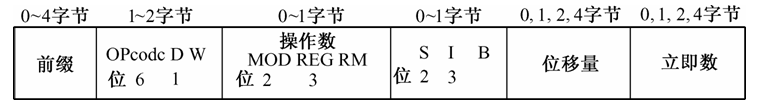 0~4字节 1~2字节 0~1字节 0~1字节 0, 1, 2, 4字节 0, 1, 2, 4字节
前缀
OPcodc D W
位 6 1
操作数
MOD REG RM
位 2 3
S I B
位 2 3
位移量
立即数